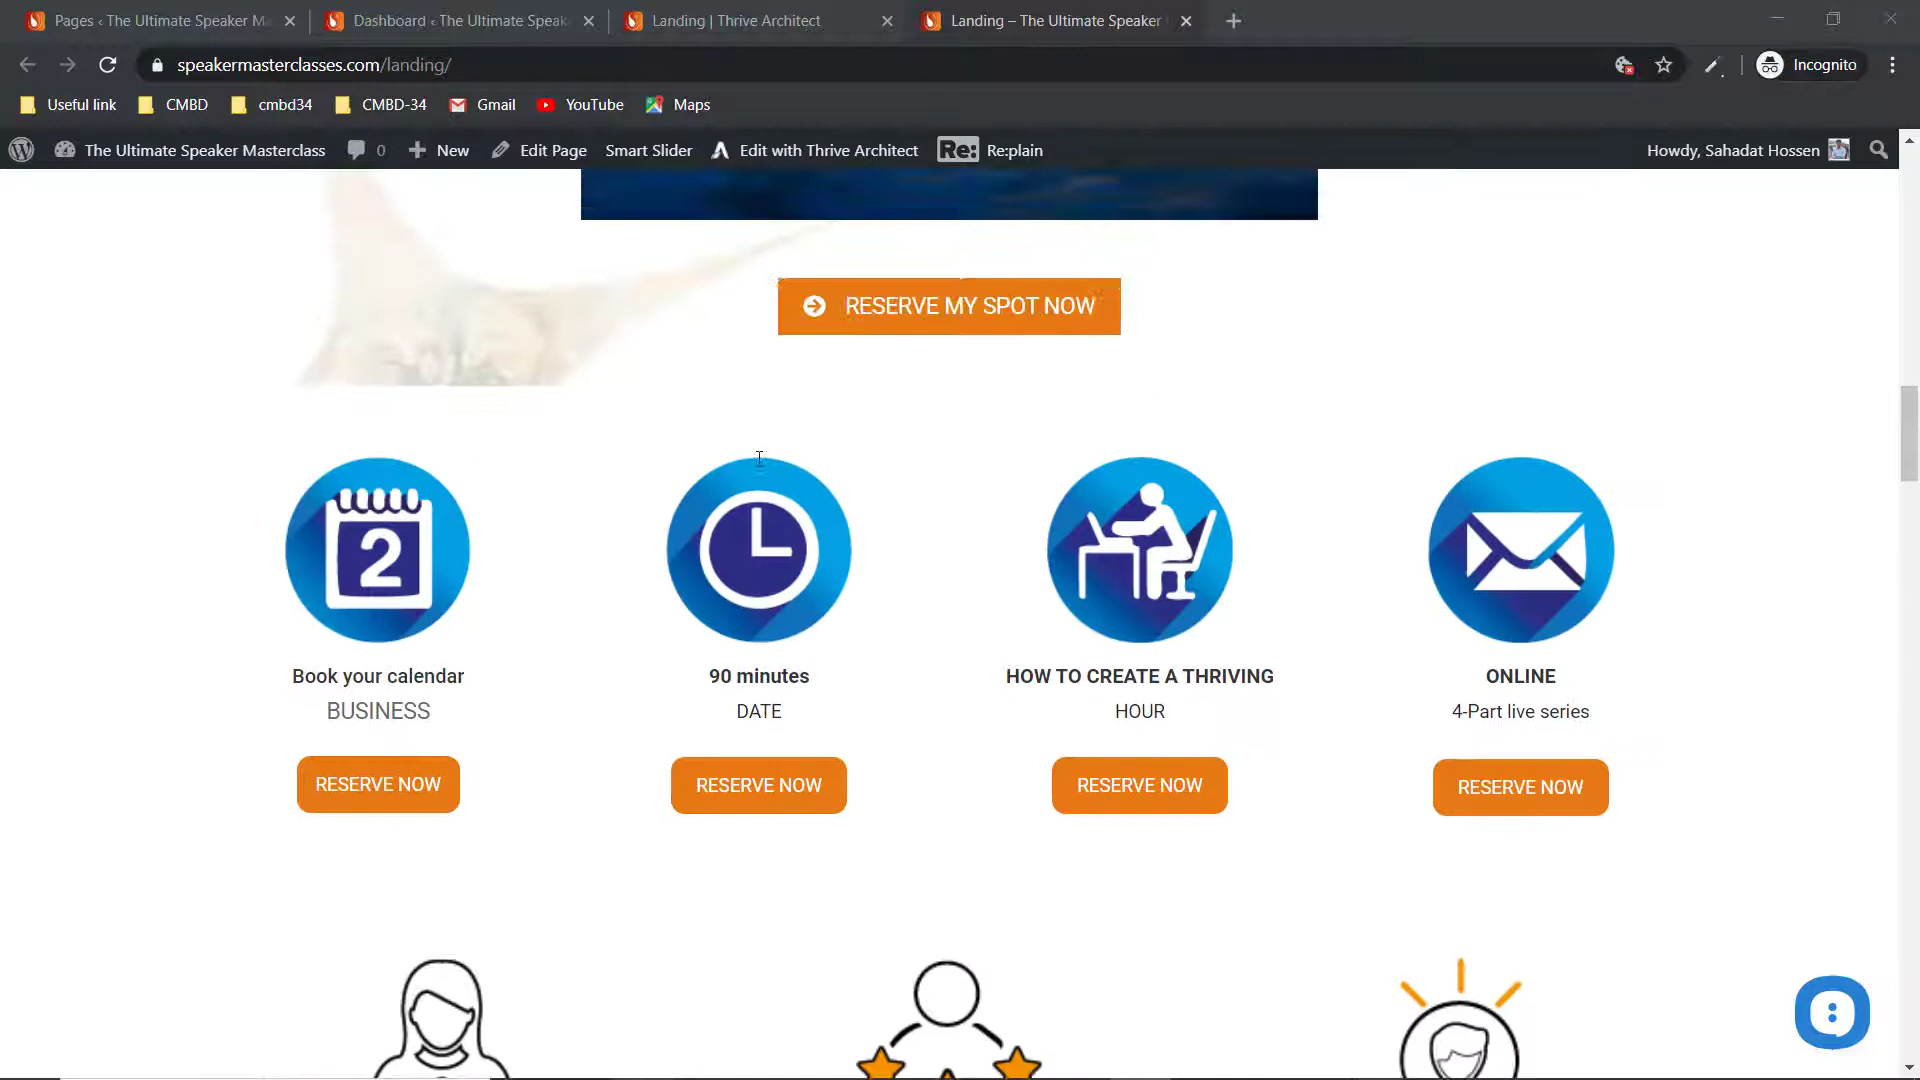 Pages ‹ The Ultimate Speaker Ma
Dashboard ‹ The Ultimate Speak
Landing | Thrive Architect
Landing – The Ultimate Speaker
speakermasterclasses.com/landing/
Incognito
Useful link
CMBD
cmbd34
CMBD-34
Gmail
YouTube
Maps
The Ultimate Speaker Masterclass
0
New
Edit Page
Smart Slider
Edit with Thrive Architect
Re:
Re:plain
Howdy, Sahadat Hossen
RESERVE MY SPOT NOW
2
Book your calendar
BUSINESS
RESERVE NOW
90 minutes
DATE
RESERVE NOW
HOW TO CREATE A THRIVING
HOUR
RESERVE NOW
ONLINE
4-Part live series
RESERVE NOW